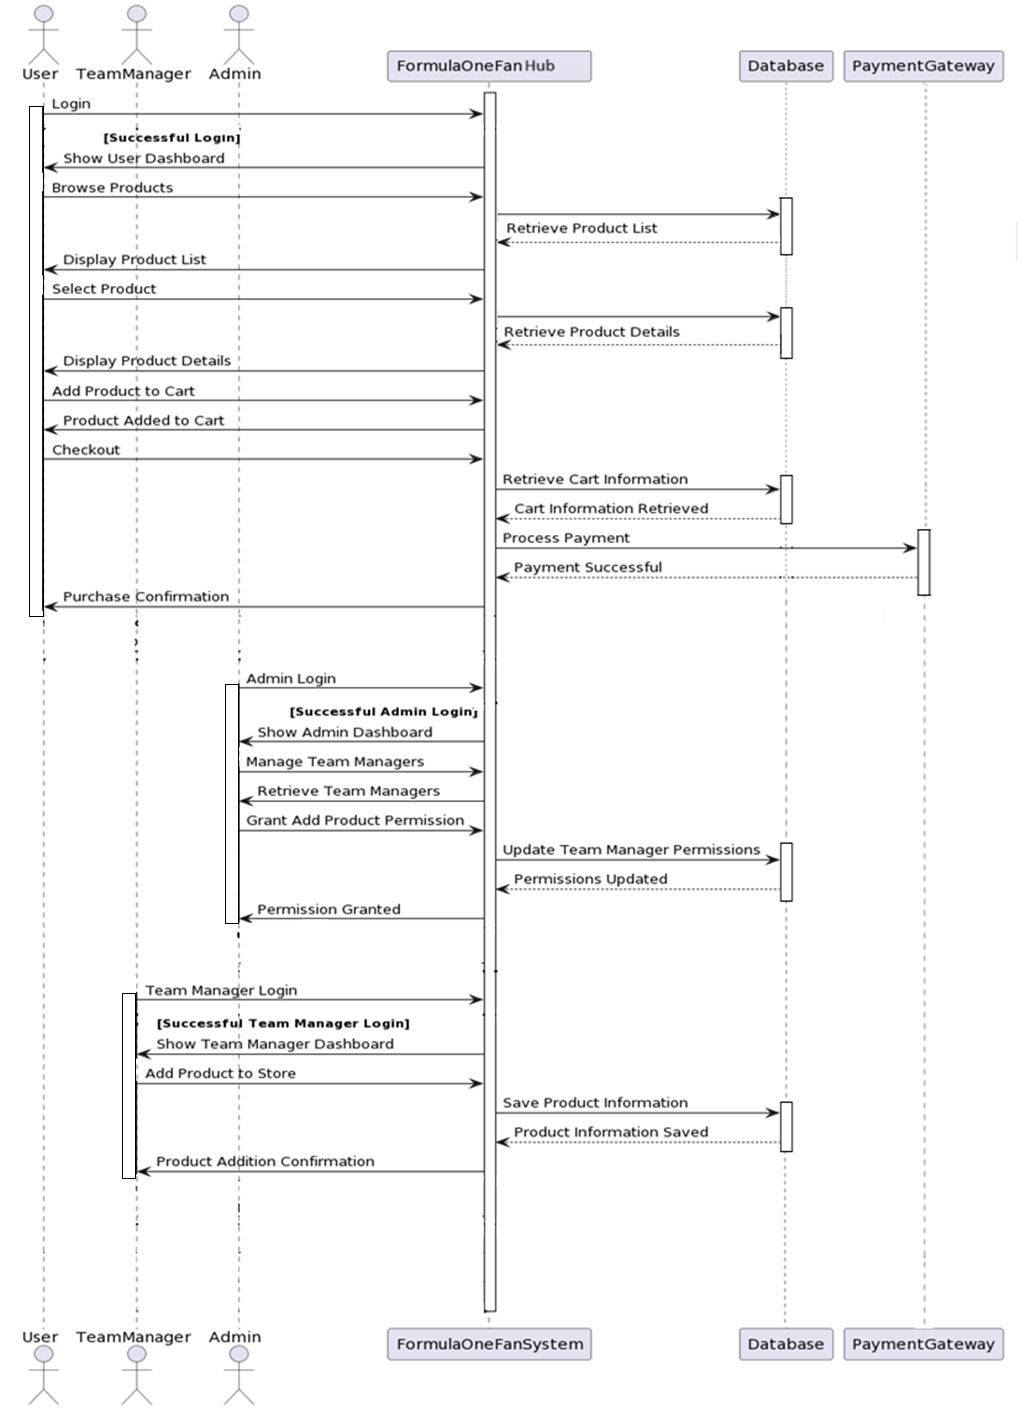 User TeamManager Admin
FormulaOneFanHub Database PaymentGateway
Login
[Successful Login]
Show User Dashboard
Browse Products
Retrieve Product List
Display Product List
Select Product
Retrieve Product Details
Display Product Details
Add Product to Cart
Product Added to Cart
Checkout
Retrieve Cart Information
Cart Information Retrieved
Process Payment
Payment Successful
Purchase Confirmation
Admin Login
[Successful Admin Login]
Show Admin Dashboard
Manage Team Managers
Retrieve Team Managers
Grant Add Product Permission
Update Team Manager Permissions
Permissions Updated
Permission Granted
Team Manager Login
[Successful Team Manager Login]
Show Team Manager Dashboard
Add Product to Store
Save Product Information
Product Information Saved
Product Addition Confirmation
User TeamManager Admin
FormulaOneFanSystem Database PaymentGateway